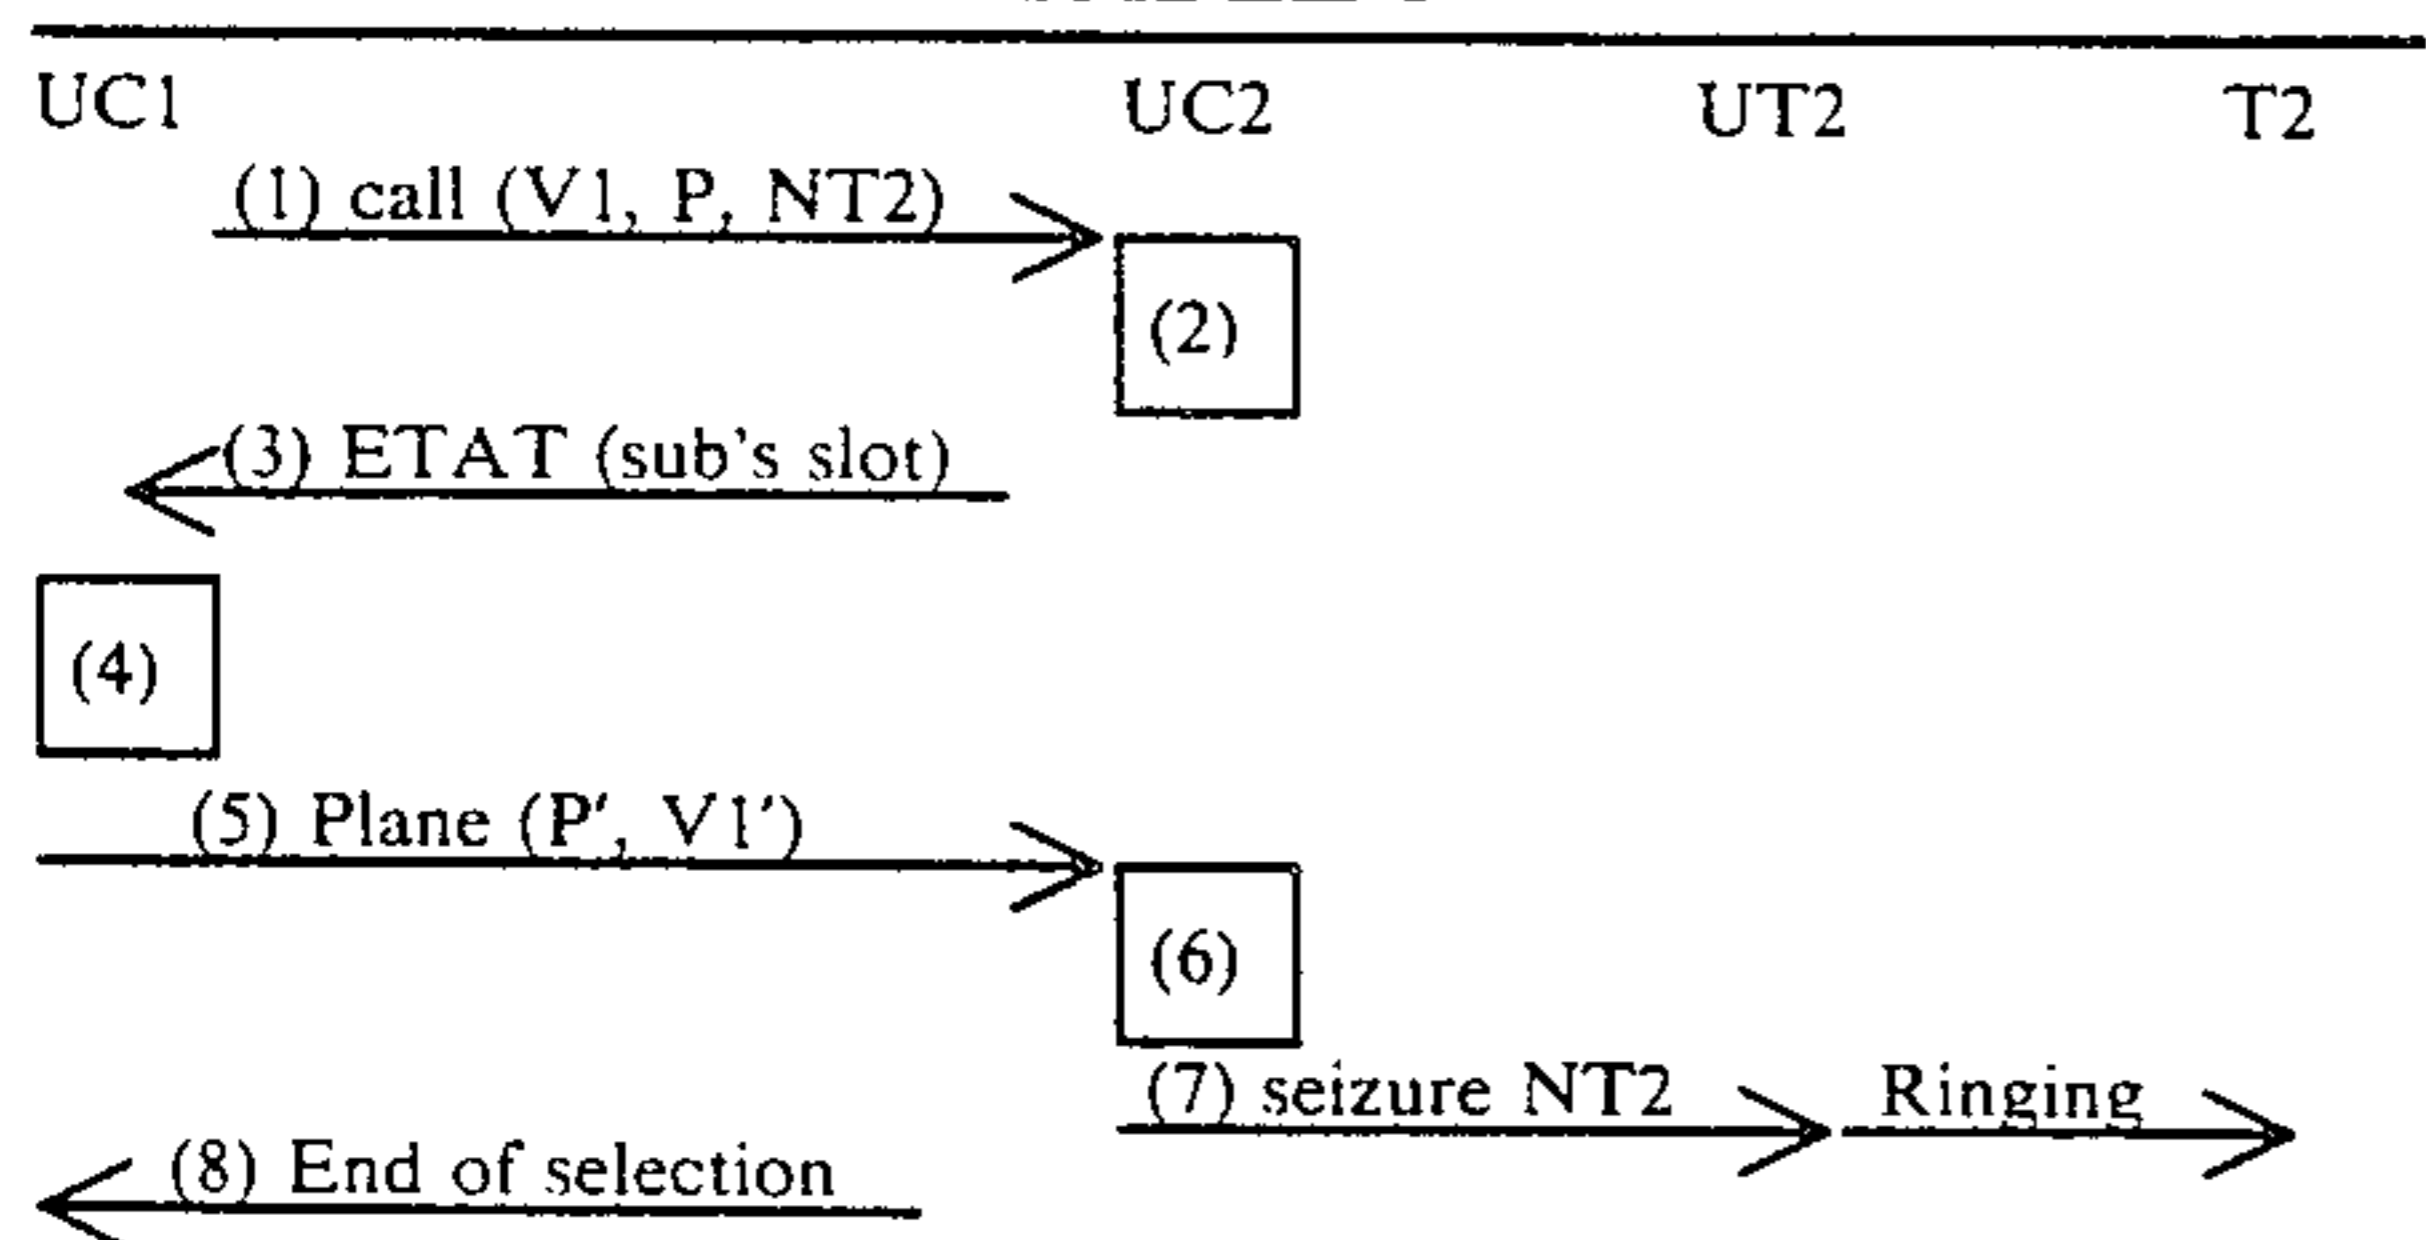 UC1 UC2 UT2 T2
(1) call (V1, P, NT2)
(2)
(3) ETAT (sub's slot)
(4)
(5) Plane (P′, V1′)
(6)
(7) seizure NT2 Ringing
(8) End of selection